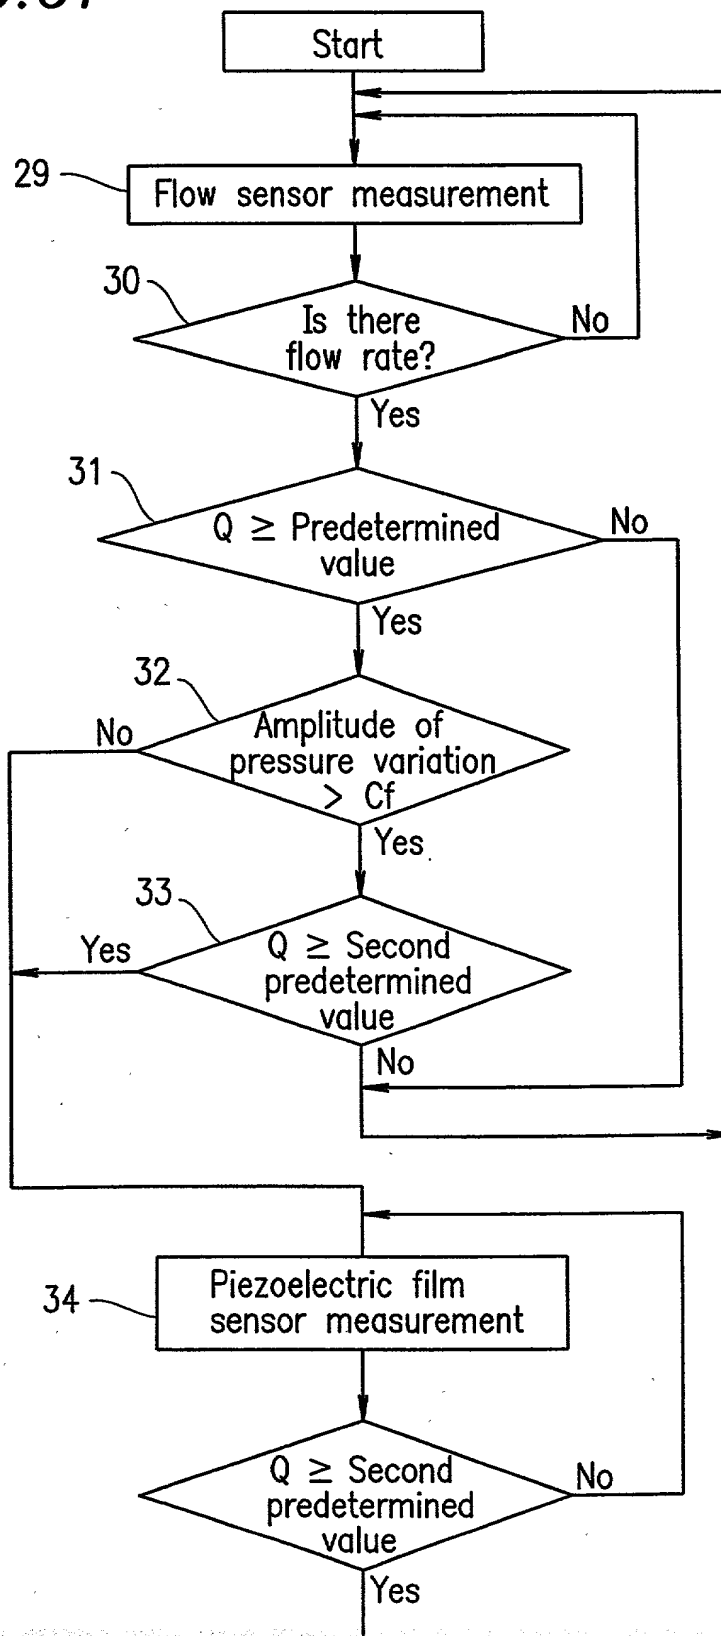 Start
29
Flow sensor measurement
30
Is there
flow rate?
No
Yes
31
Q ≥ Predetermined
value
No
Yes
32
Amplitude of
pressure variation
> Cf
No
Yes
33
Q ≥ Second
predetermined
value
Yes
No
34
Piezoelectric film
sensor measurement
Q ≥ Second
predetermined
value
No
Yes